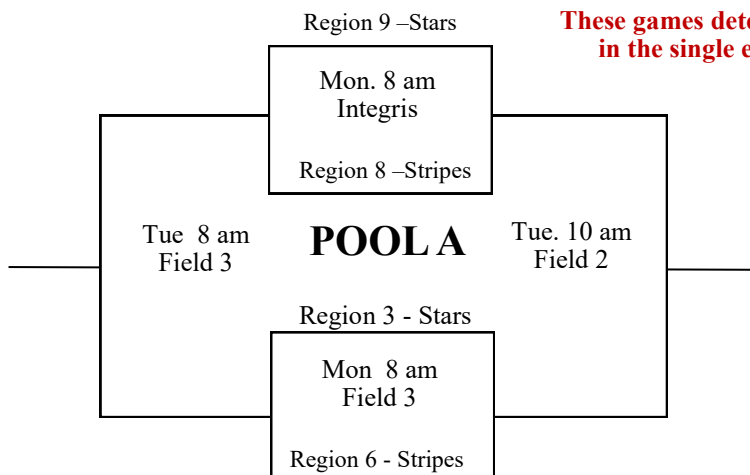 Region 9 –Stars
These games
in the single
Mon. 8 am
Integris
Region 8 –Stripes
Tue 8 am
Field 3
POOL A
Tue. 10 am
Field 2
Region 3 - Stars
Mon 8 am
Field 3
Region 6 - Stripes